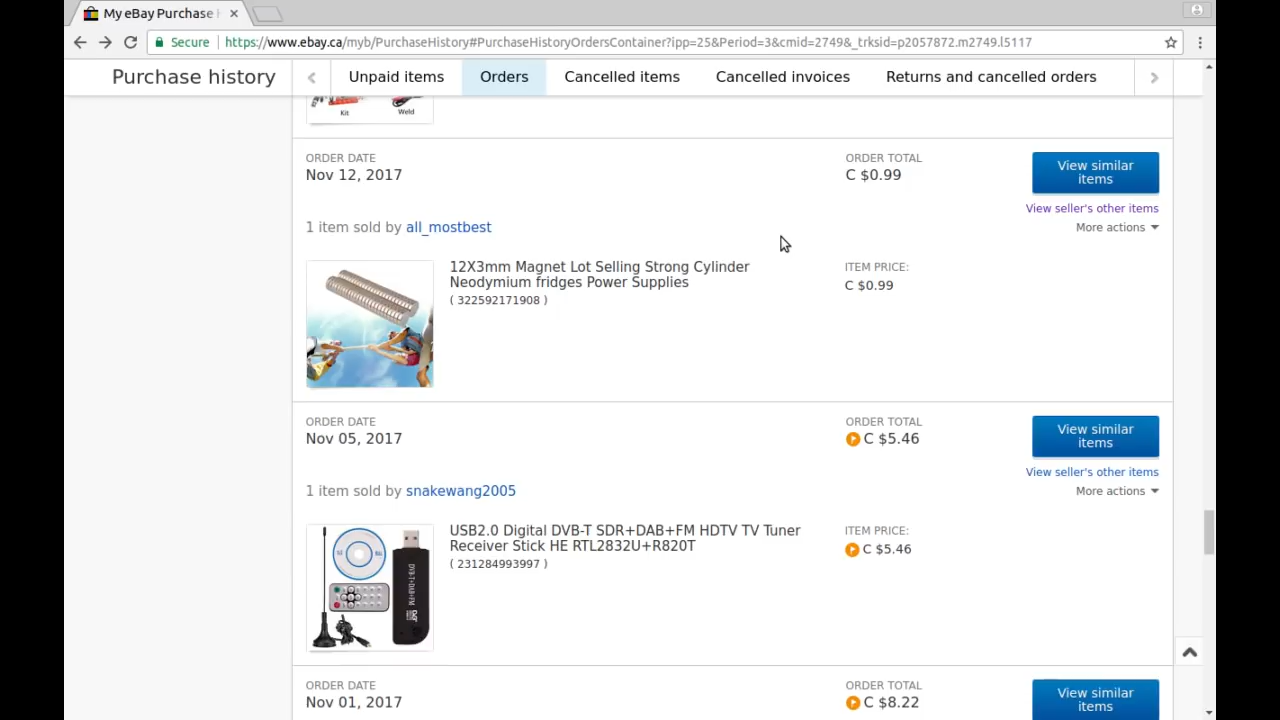 My eBay Purchase H
Secure
https://www.ebay.ca/myb/PurchaseHistory#PurchaseHistoryOrdersContainer?ipp=25&Period=3&cmid=2749&_trksid=p2057872.m2749.l5117
Purchase history
Unpaid items
Orders
Cancelled items
Cancelled invoices
Returns and cancelled orders
Kit
Weld
ORDER DATE
Nov 12, 2017
ORDER TOTAL
C $0.99
View similar
items
View seller's other items
More actions
1 item sold by all_mostbest
12X3mm Magnet Lot Selling Strong Cylinder
Neodymium fridges Power Supplies
( 322592171908 )
ITEM PRICE:
C $0.99
ORDER DATE
Nov 05, 2017
ORDER TOTAL
C $5.46
View similar
items
View seller's other items
More actions
1 item sold by snakewang2005
USB2.0 Digital DVB-T SDR+DAB+FM HDTV TV Tuner
Receiver Stick HE RTL2832U+R820T
( 231284993997 )
ITEM PRICE:
C $5.46
DVB-T+DAB+FM
ORDER DATE
Nov 01, 2017
ORDER TOTAL
C $8.22
View similar
items